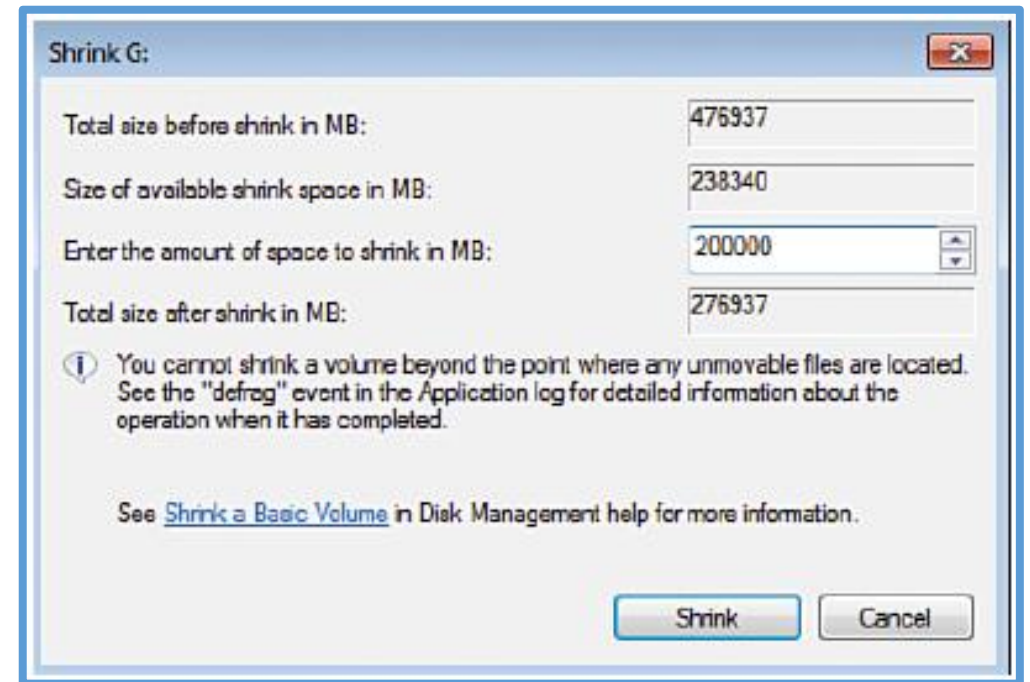 Shrink G:
Total size before shrink in MB: 476937
Size of available shrink space in MB: 238340
Enter the amount of space to shrink in MB: 200000
Total size after shrink in MB: 276937
You cannot shrink a volume beyond the point where any unmovable files are located.
See the "defrag" event in the Application log for detailed information about the
operation when it has completed.
See Shrink a Basic Volume in Disk Management help for more information.
Shrink Cancel